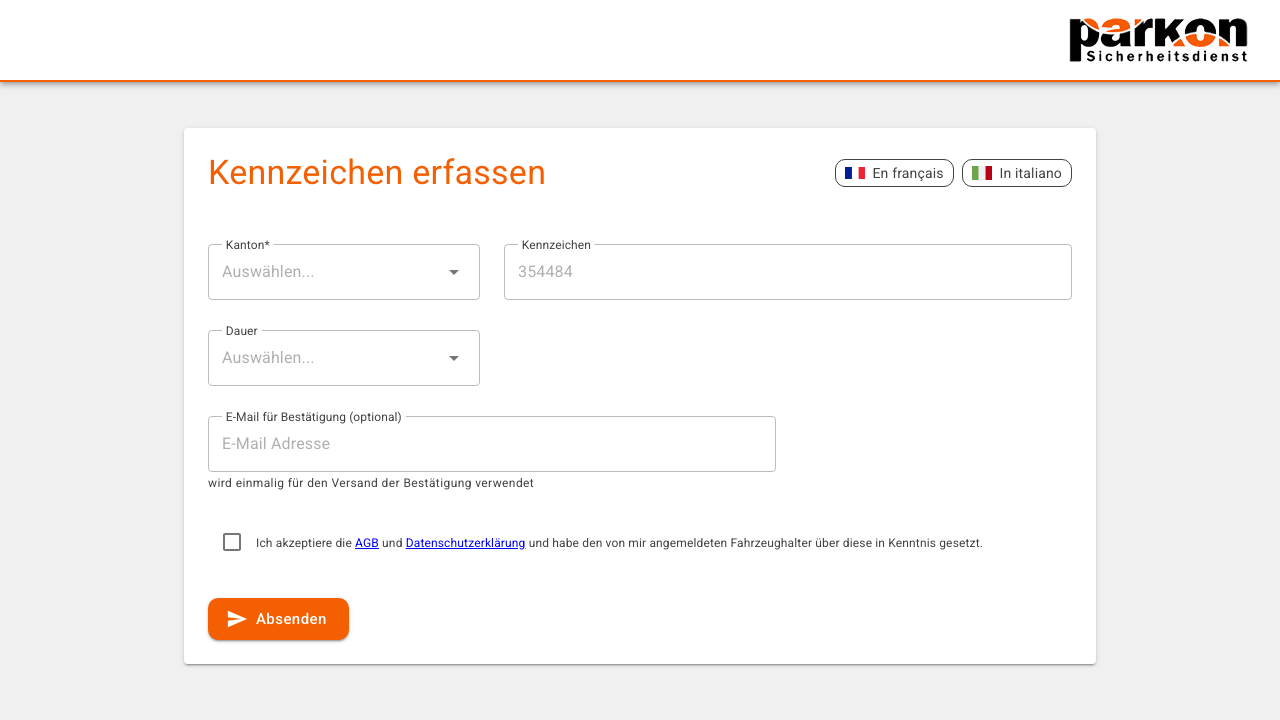 parkon
Sicherheitsdienst
Kennzeichen erfassen
En français
In italiano
Kanton*
Auswählen...
Kennzeichen
354484
Dauer
Auswählen...
E-Mail für Bestätigung (optional)
E-Mail Adresse
wird einmalig für den Versand der Bestätigung verwendet
Ich akzeptiere die AGB und Datenschutzerklärung und habe den von mir angemeldeten Fahrzeughalter über diese in Kenntnis gesetzt.
Absenden